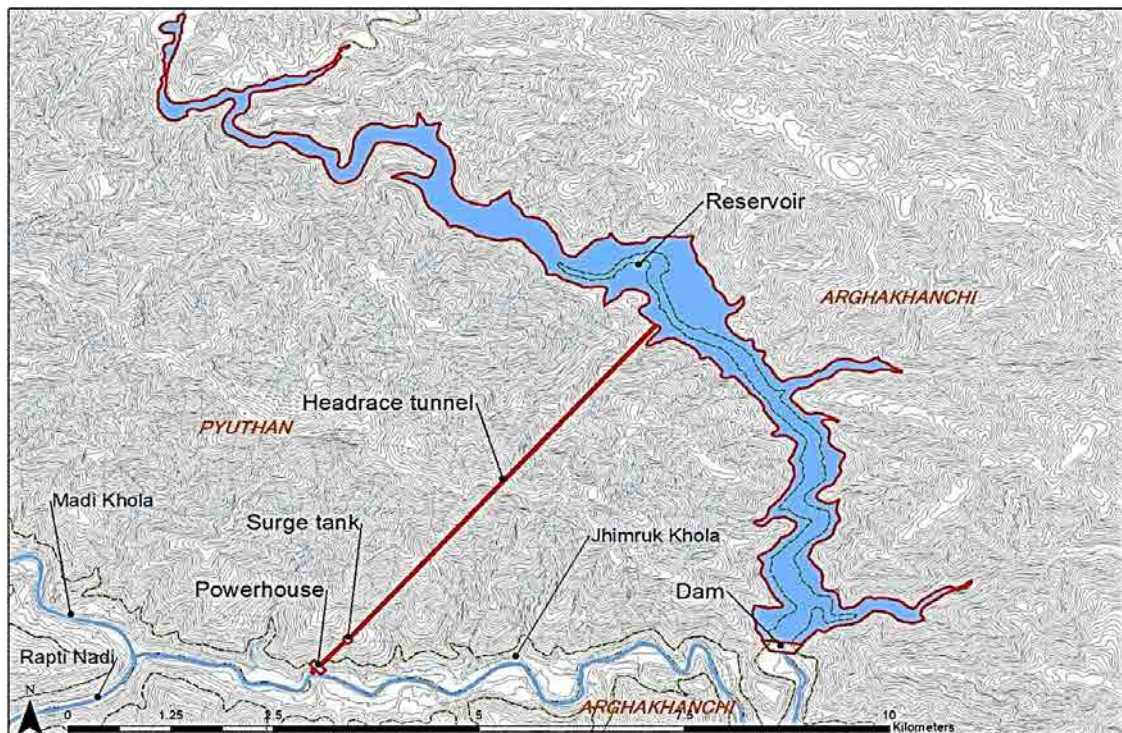 Reservoir
ARGHAKHANCHI
Headrace tunnel
PYUTHAN
Madi Khola
Surge tank
Jhimruk Khola
Powerhouse
Dam
Rapti Nadi
N
ARGHAKHANCHI
0 1.25 2.5 5 7.5 10
Kilometers